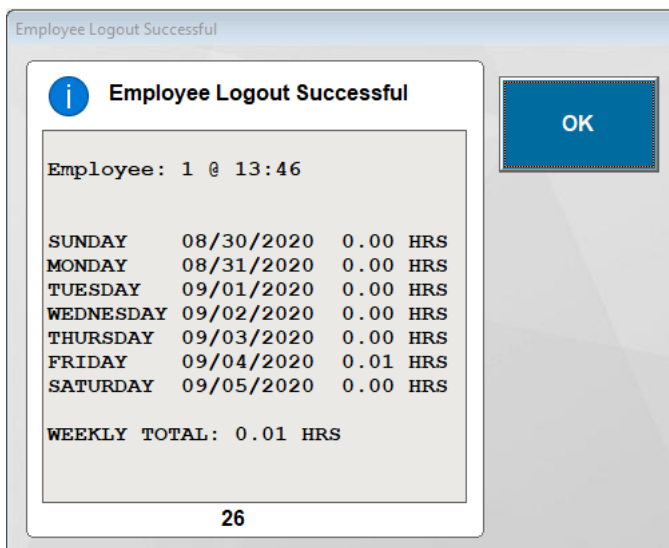 Employee Logout Successful
Employee Logout Successful
OK
Employee: 1 @ 13:46
SUNDAY 08/30/2020 0.00 HRS
MONDAY 08/31/2020 0.00 HRS
TUESDAY 09/01/2020 0.00 HRS
WEDNESDAY 09/02/2020 0.00 HRS
THURSDAY 09/03/2020 0.00 HRS
FRIDAY 09/04/2020 0.01 HRS
SATURDAY 09/05/2020 0.00 HRS
WEEKLY TOTAL: 0.01 HRS
26